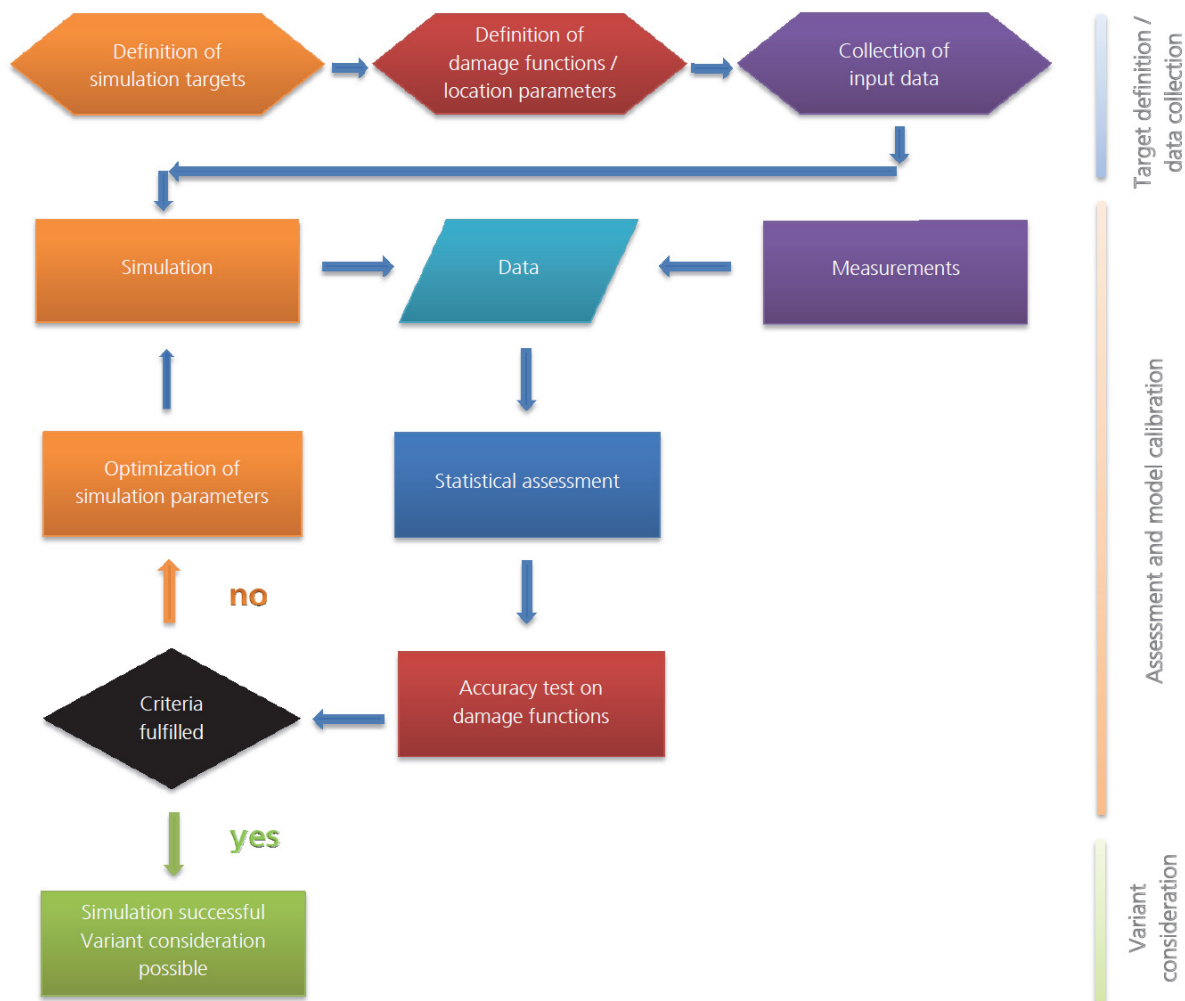 Definition of
simulation targets
Definition of
damage functions /
location parameters
Collection of
input data
Target definition /
data collection
Simulation
Data
Measurements
Optimization of
simulation parameters
Statistical assessment
Assessment and model calibration
no
Criteria
fulfilled
Accuracy test on
damage functions
yes
Simulation successful
Variant consideration
possible
Variant
consideration